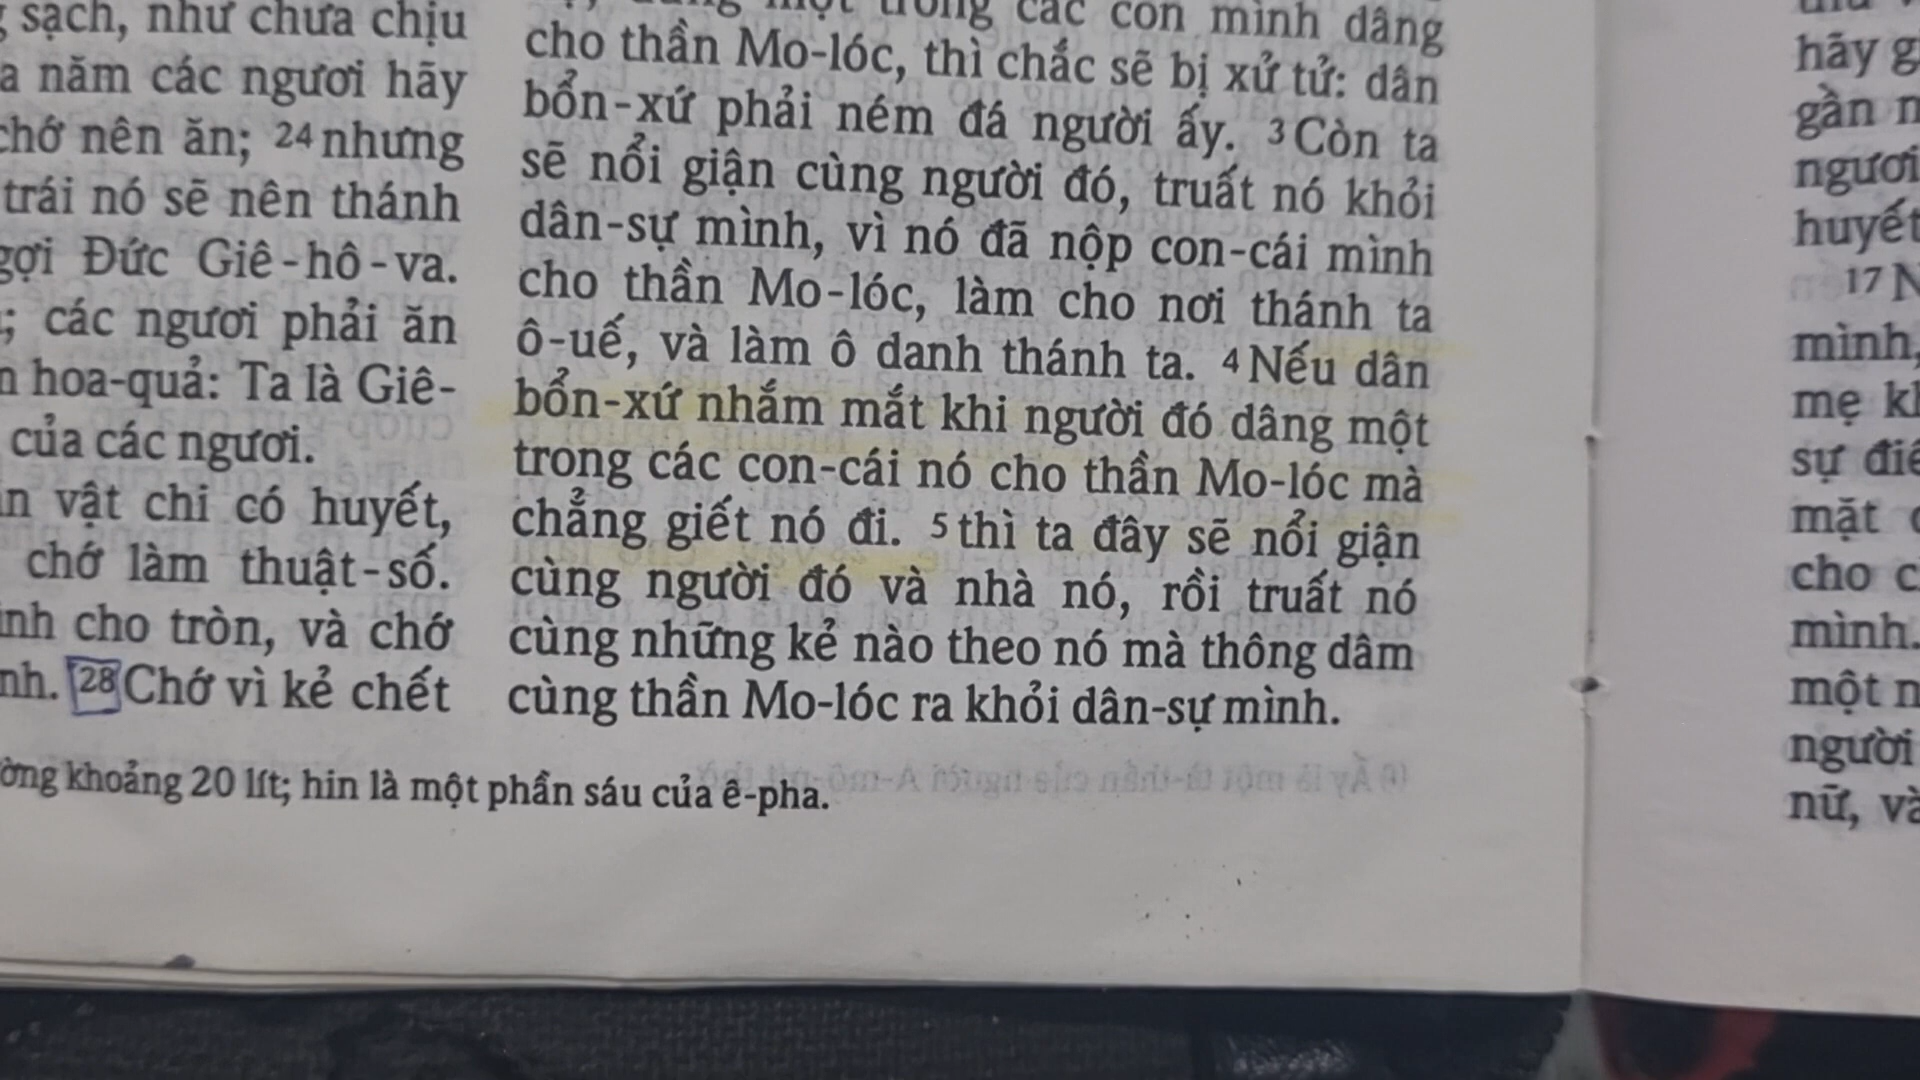 sạch, như chưa chịu
năm các ngươi hãy
nên ăn; 24 nhưng
trái nó sẽ nên thánh
Đức Giê-hô-va.
các ngươi phải ăn
hoa-quả: Ta là Giê-
của các ngươi.
vật chi có huyết,
chớ làm thuật-số.
cho tròn, và chớ
28 Chớ vì kẻ chết
khoảng 20 lít; hin là một phần sáu của ê-pha.
một trong các con mình dâng
cho thần Mo-lóc, thì chắc sẽ bị xử tử: dân
bổn-xứ phải ném đá người ấy. 3 Còn ta
sẽ nổi giận cùng người đó, truất nó khỏi
dân-sự mình, vì nó đã nộp con-cái mình
cho thần Mo-lóc, làm cho nơi thánh ta
ô-uế, và làm ô danh thánh ta. 4 Nếu dân
bổn-xứ nhắm mắt khi người đó dâng một
trong các con-cái nó cho thần Mo-lóc mà
chẳng giết nó đi. 5 thì ta đây sẽ nổi giận
cùng người đó và nhà nó, rồi truất nó
cùng những kẻ nào theo nó mà thông dâm
cùng thần Mo-lóc ra khỏi dân-sự mình.
hãy
gần
ngươi
huyết
17
mình,
mẹ
sự
mặt
cho
mình.
một
người
nữ,